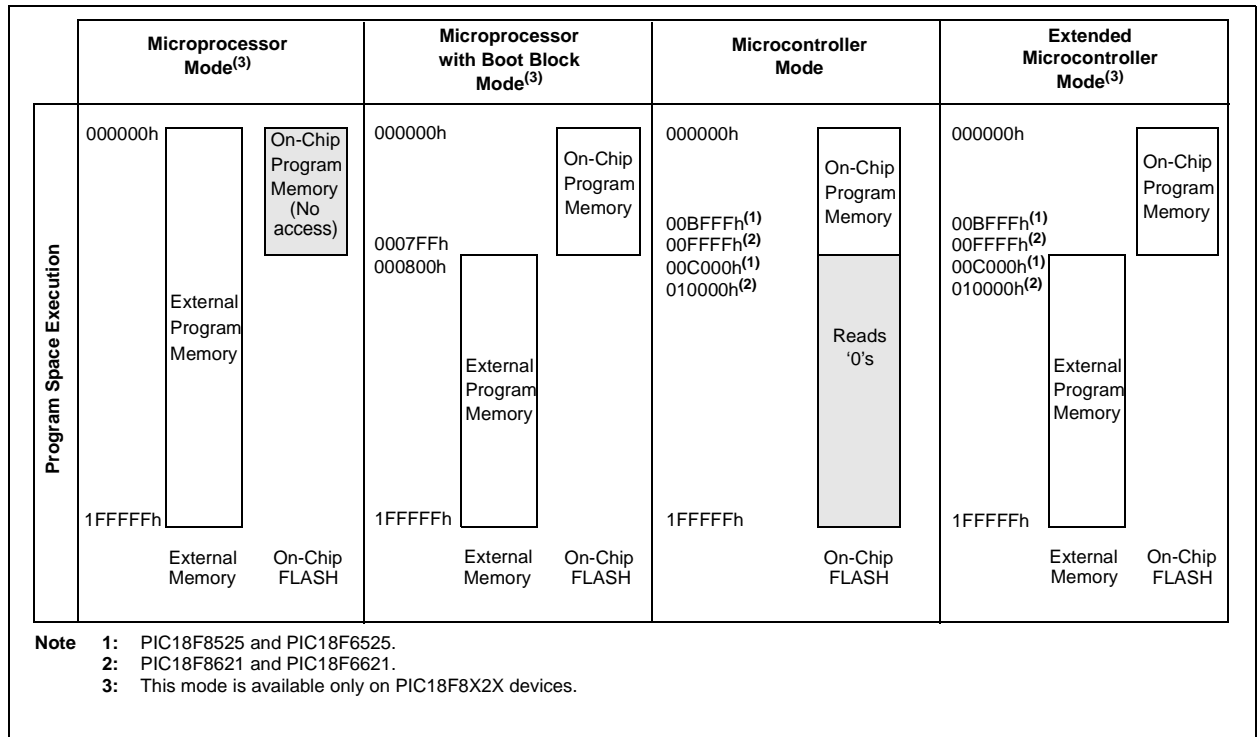 Microprocessor
Mode(3)
Microprocessor
with Boot Block
Mode(3)
Microcontroller
Mode
Extended
Microcontroller
Mode(3)
Program Space Execution
000000h
External
Program
Memory
1FFFFFh
On-Chip
Program
Memory
(No
access)
External
Memory
On-Chip
FLASH
000000h
0007FFh
000800h
1FFFFFh
External
Program
Memory
On-Chip
Program
Memory
External
Memory
On-Chip
FLASH
000000h
00BFFFh(1)
00FFFFh(2)
00C000h(1)
010000h(2)
1FFFFFh
On-Chip
Program
Memory
Reads
‘0’s
On-Chip
FLASH
000000h
00BFFFh(1)
00FFFFh(2)
00C000h(1)
010000h(2)
1FFFFFh
External
Program
Memory
On-Chip
Program
Memory
External
Memory
On-Chip
FLASH
Note 1: PIC18F8525 and PIC18F6525.
2: PIC18F8621 and PIC18F6621.
3: This mode is available only on PIC18F8X2X devices.